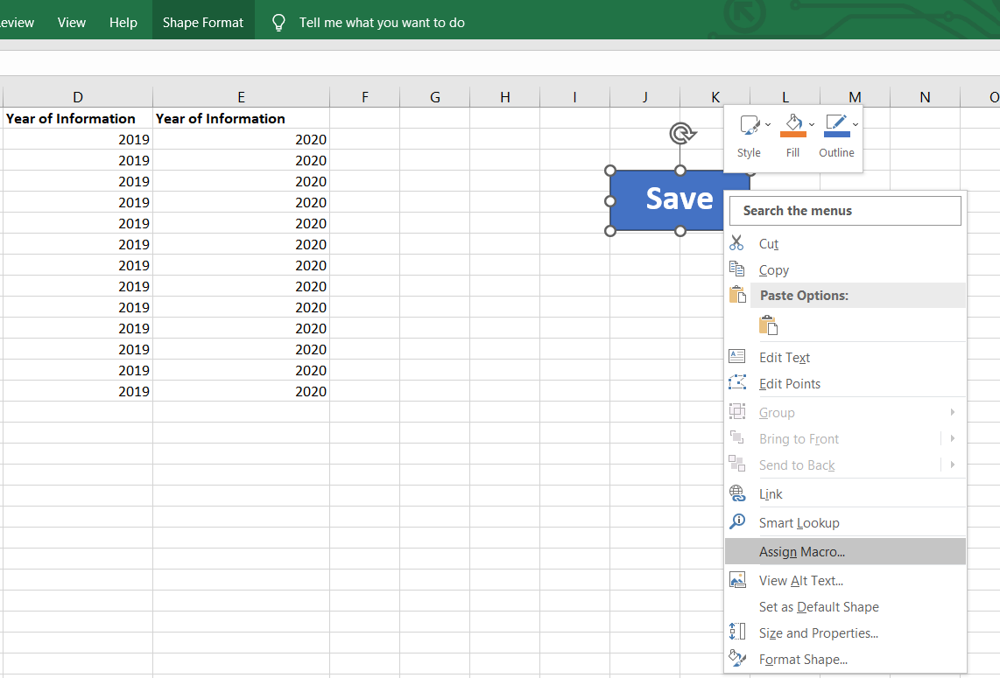 eview View Help Shape Format Tell me what you want to do
D E F G H I J K L M N O
Year of Information Year of Information
2019 2020
2019 2020
2019 2020
2019 2020
2019 2020
2019 2020
2019 2020
2019 2020
2019 2020
2019 2020
2019 2020
2019 2020
2019 2020
Style Fill Outline
Save
Search the menus
Cut
Copy
Paste Options:
Edit Text
Edit Points
Group
Bring to Front
Send to Back
Link
Smart Lookup
Assign Macro...
View Alt Text...
Set as Default Shape
Size and Properties...
Format Shape...